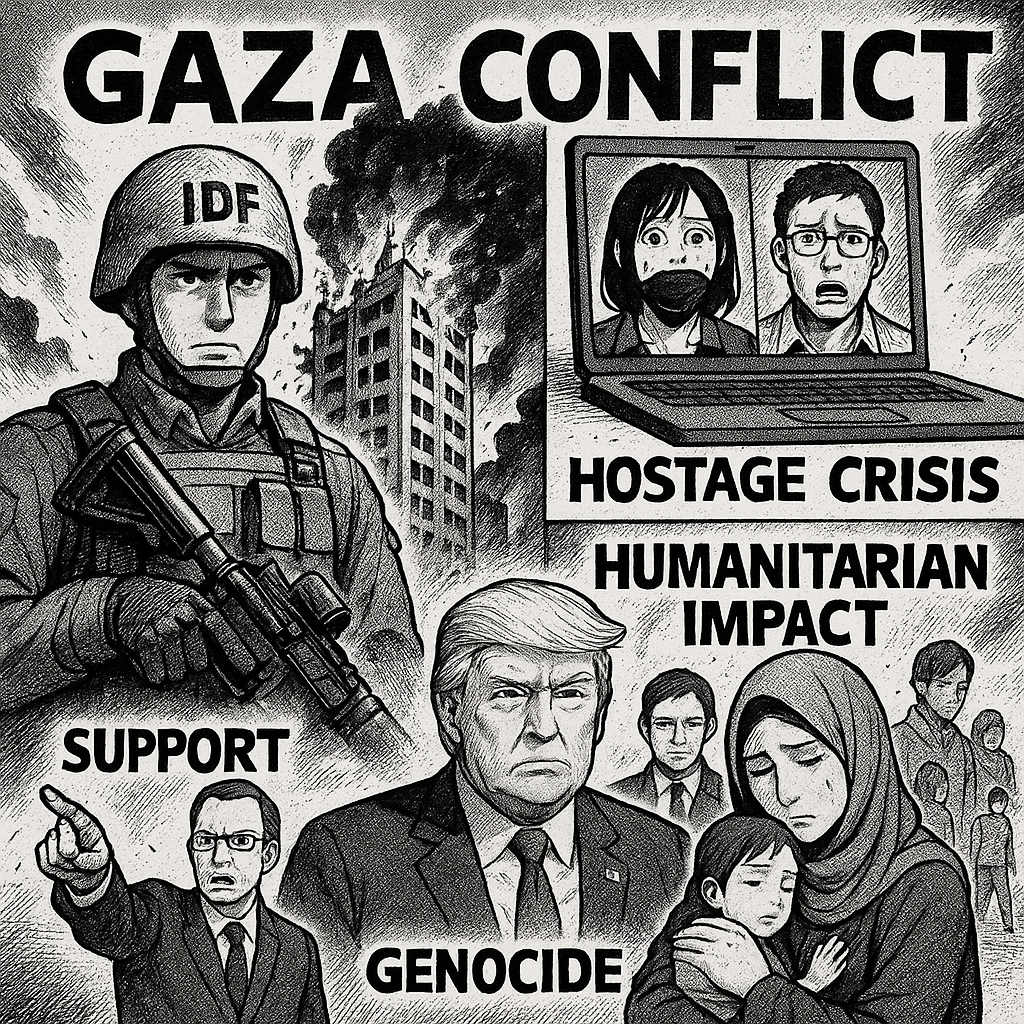 GAZA CONFLICT
IDF
HOSTAGE CRISIS
HUMANITARIAN
IMPACT
SUPPORT
GENOCIDE